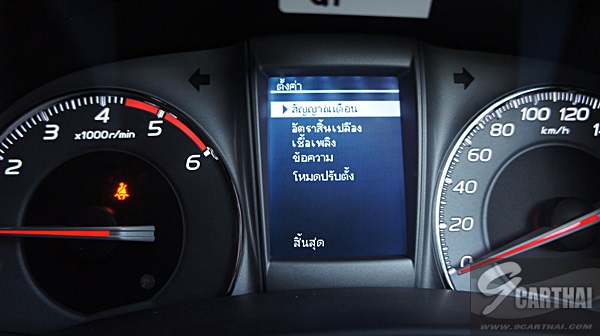 ตั้งค่า
สัญญาณเตือน
อัตราสิ้นเปลือง
เชื้อเพลิง
ข้อความ
โหมดปรับตั้ง
สิ้นสุด
2 3 4 5 6
x1000r/min
0 20 40 60 80 100 120
km/h
9CARTHAI
WWW.9CARTHAI.COM